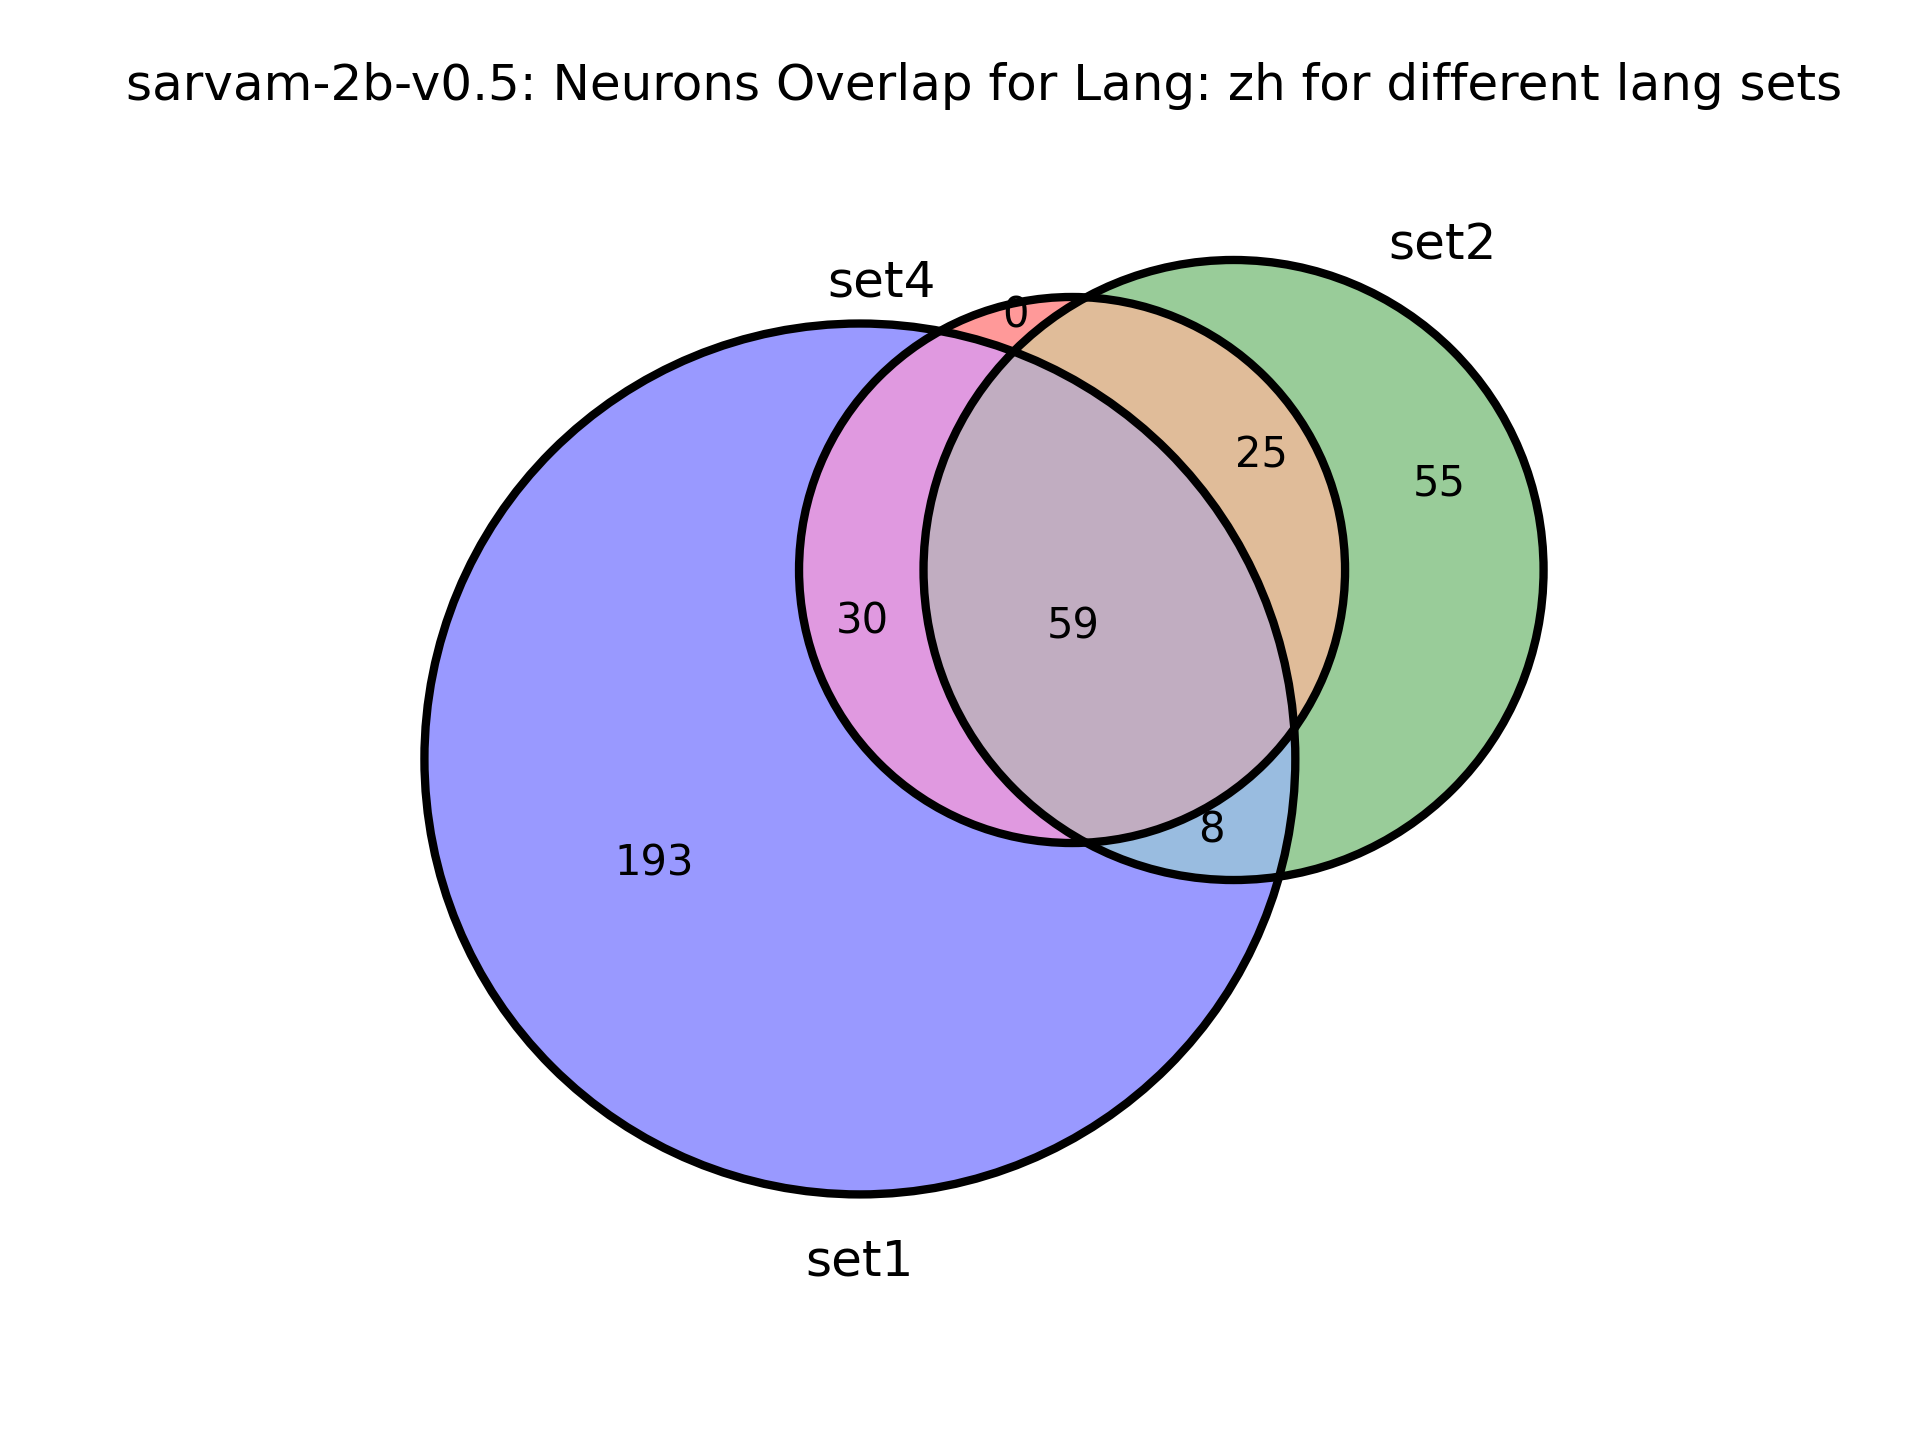 sarvam-2b-v0.5: Neurons Overlap for Lang: zh for different lang sets
set2
set4
0
25
55
30
59
8
193
set1